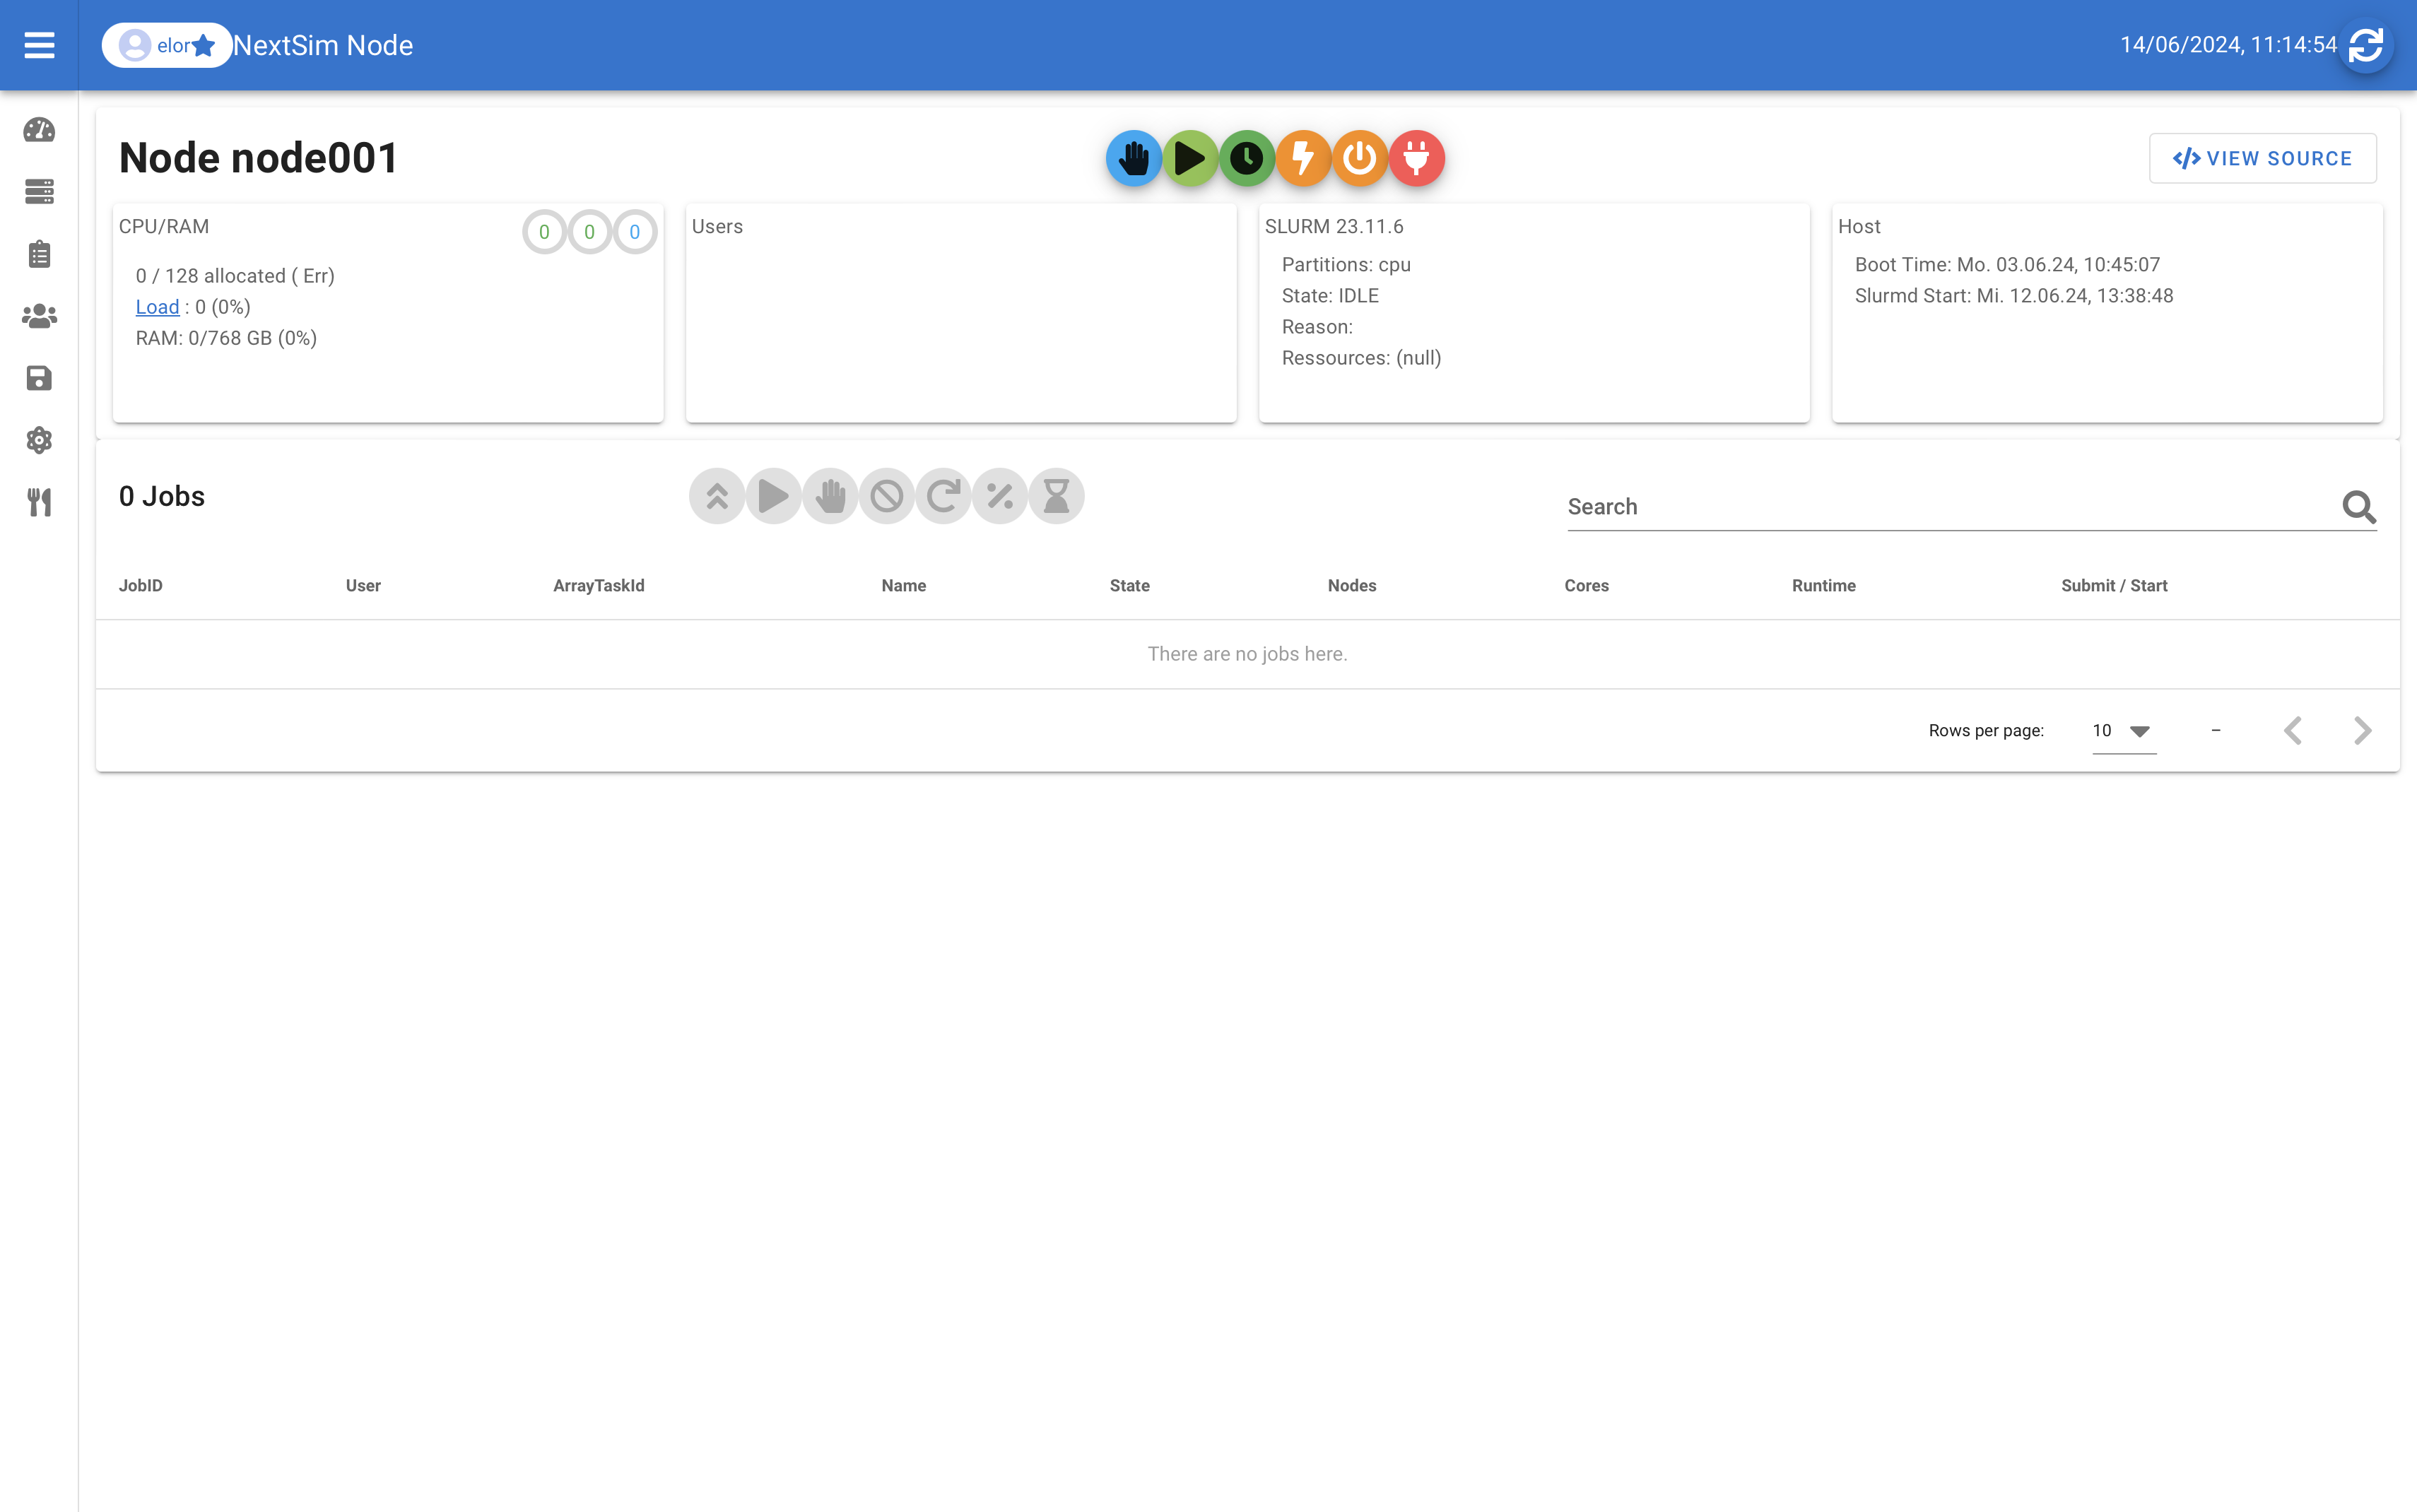 elor NextSim Node 14/06/2024, 11:14:54
Node node001
</> VIEW SOURCE
CPU/RAM
0 0 0
0 / 128 allocated ( Err)
Load : 0 (0%)
RAM: 0/768 GB (0%)
Users
SLURM 23.11.6
Partitions: cpu
State: IDLE
Reason:
Ressources: (null)
Host
Boot Time: Mo. 03.06.24, 10:45:07
Slurmd Start: Mi. 12.06.24, 13:38:48
0 Jobs
Search
JobID User ArrayTaskId Name State Nodes Cores Runtime Submit / Start
There are no jobs here.
Rows per page: 10 –